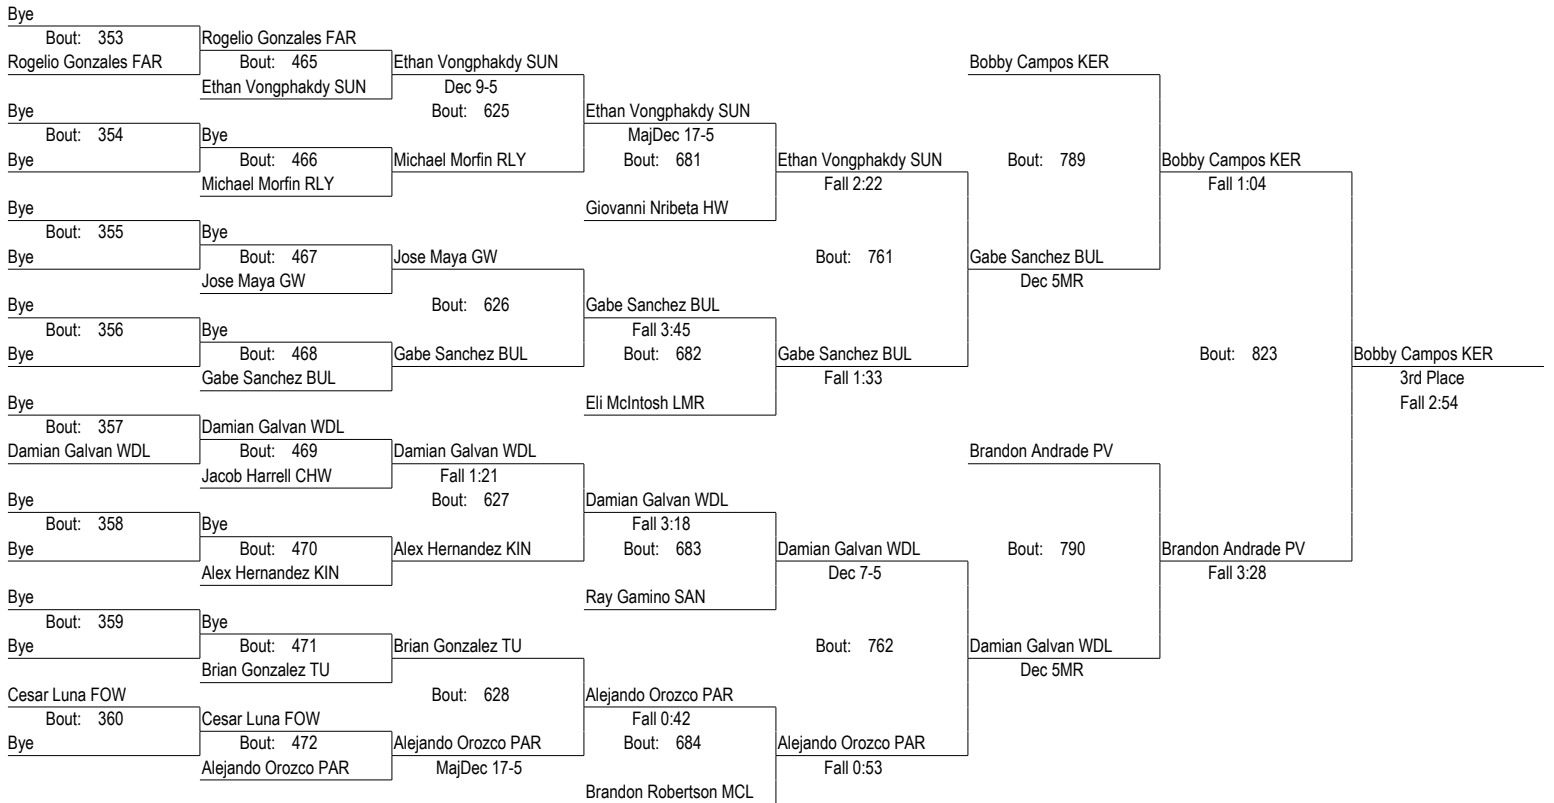 Bye
Bout: 353 Rogelio Gonzales FAR
Rogelio Gonzales FAR Bout: 465 Ethan Vongphakdy SUN Bobby Campos KER
Ethan Vongphakdy SUN Dec 9-5
Bye Bout: 625 Ethan Vongphakdy SUN
Bout: 354 Bye MajDec 17-5
Bye Bout: 466 Michael Morfin RLY Bout: 681 Ethan Vongphakdy SUN Bout: 789 Bobby Campos KER
Michael Morfin RLY Fall 2:22 Fall 1:04
Bye Giovanni Nribeta HW
Bout: 355 Bye
Bye Bout: 467 Jose Maya GW Bout: 761 Gabe Sanchez BUL
Jose Maya GW Dec 5MR
Bye Bout: 626 Gabe Sanchez BUL
Bout: 356 Bye Fall 3:45
Bye Bout: 468 Gabe Sanchez BUL Bout: 682 Gabe Sanchez BUL Bout: 823 Bobby Campos KER
Gabe Sanchez BUL Fall 1:33 3rd Place
Bye Eli McIntosh LMR Fall 2:54
Bout: 357 Damian Galvan WDL
Damian Galvan WDL Bout: 469 Damian Galvan WDL Brandon Andrade PV
Jacob Harrell CHW Fall 1:21
Bye Bout: 627 Damian Galvan WDL
Bout: 358 Bye Fall 3:18
Bye Bout: 470 Alex Hernandez KIN Bout: 683 Damian Galvan WDL Bout: 790 Brandon Andrade PV
Alex Hernandez KIN Dec 7-5 Fall 3:28
Bye Ray Gamino SAN
Bout: 359 Bye
Bye Bout: 471 Brian Gonzalez TU Bout: 762 Damian Galvan WDL
Brian Gonzalez TU Dec 5MR
Cesar Luna FOW Bout: 628 Alejando Orozco PAR
Bout: 360 Cesar Luna FOW Fall 0:42
Bye Bout: 472 Alejando Orozco PAR Bout: 684 Alejando Orozco PAR
Alejando Orozco PAR MajDec 17-5 Fall 0:53
Brandon Robertson MCL